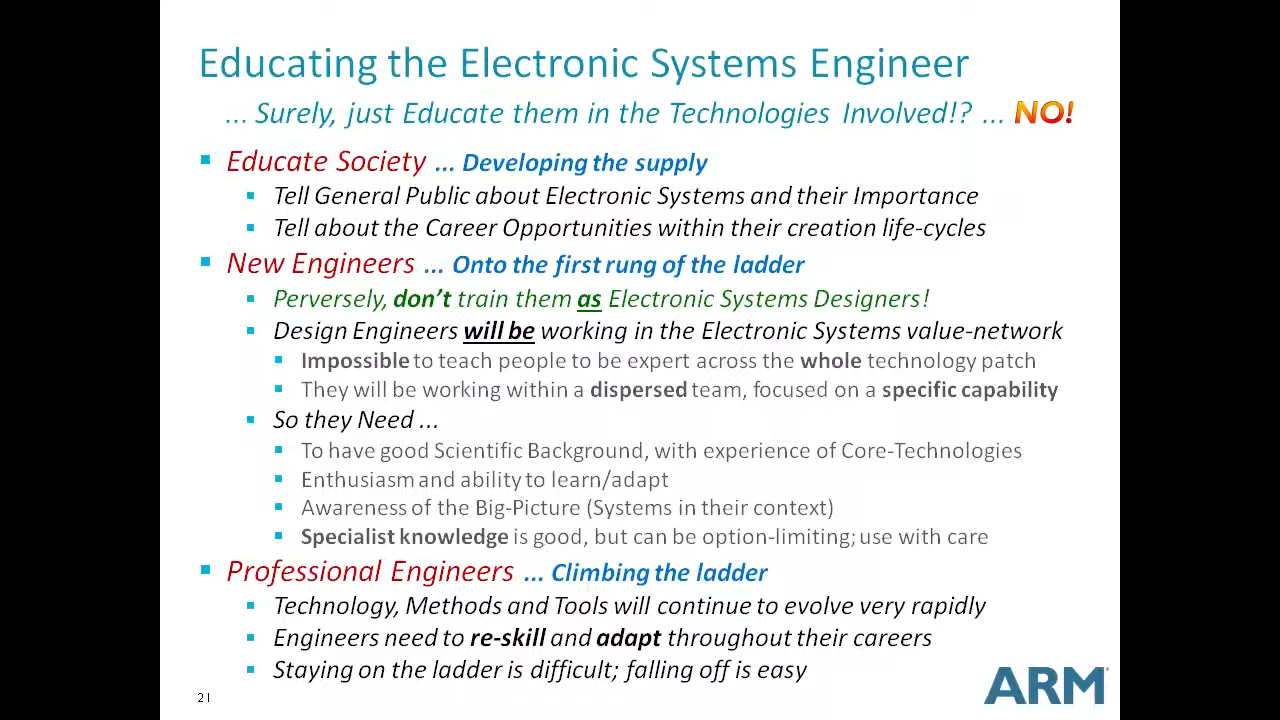 Educating the Electronic Systems Engineer
... Surely, just Educate them in the Technologies Involved!? ... NO!
Educate Society ... Developing the supply
Tell General Public about Electronic Systems and their Importance
Tell about the Career Opportunities within their creation life-cycles
New Engineers ... Onto the first rung of the ladder
Perversely, don't train them as Electronic Systems Designers!
Design Engineers will be working in the Electronic Systems value-network
Impossible to teach people to be expert across the whole technology patch
They will be working within a dispersed team, focused on a specific capability
So they Need ...
To have good Scientific Background, with experience of Core-Technologies
Enthusiasm and ability to learn/adapt
Awareness of the Big-Picture (Systems in their context)
Specialist knowledge is good, but can be option-limiting; use with care
Professional Engineers ... Climbing the ladder
Technology, Methods and Tools will continue to evolve very rapidly
Engineers need to re-skill and adapt throughout their careers
Staying on the ladder is difficult; falling off is easy
21
ARM®